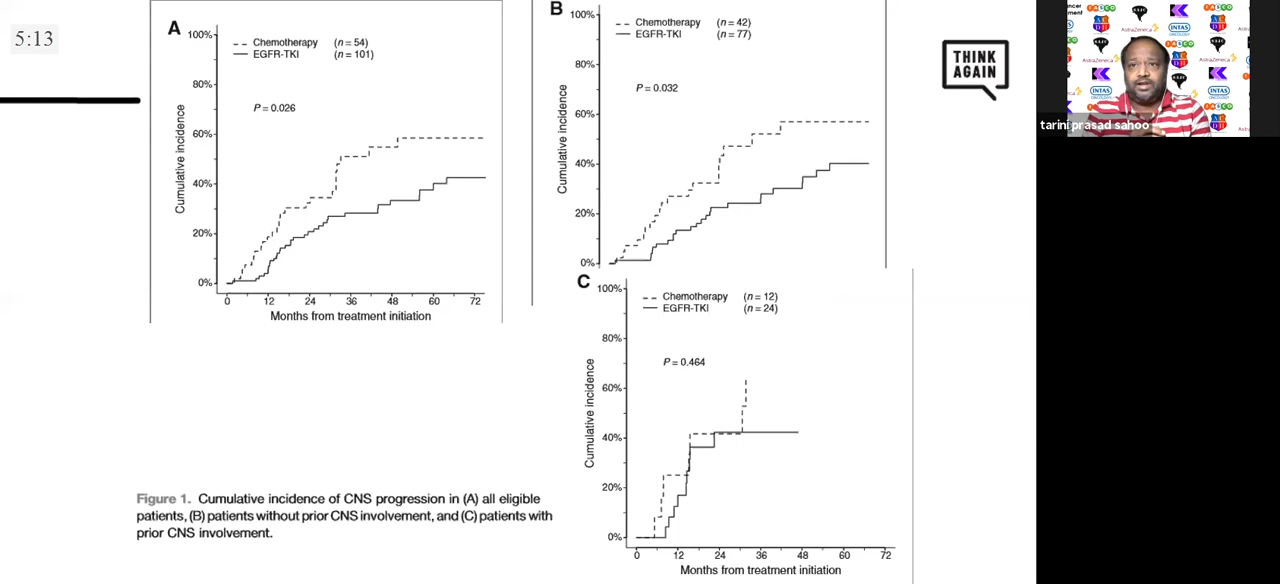 5:13
A
100%
80%
60%
40%
20%
0%
Cumulative incidence
Chemotherapy (n = 54)
EGFR-TKI (n = 101)
P = 0.026
0 12 24 36 48 60 72
Months from treatment initiation
B
100%
80%
60%
40%
20%
0%
Cumulative incidence
Chemotherapy (n = 42)
EGFR-TKI (n = 77)
P = 0.032
C
100%
80%
60%
40%
20%
0%
Cumulative incidence
Chemotherapy (n = 12)
EGFR-TKI (n = 24)
P = 0.464
0 12 24 36 48 60 72
Months from treatment initiation
Figure 1. Cumulative incidence of CNS progression in (A) all eligible
patients, (B) patients without prior CNS involvement, and (C) patients with
prior CNS involvement.
THINK
AGAIN
AstraZeneca
INTAS
tarini prasad sahoo